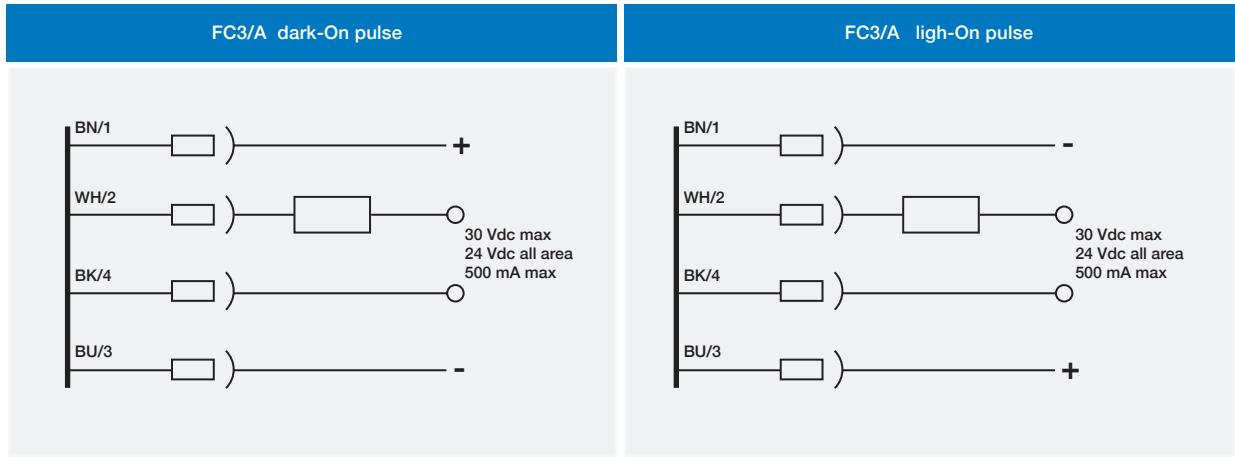 FC3/A dark-On pulse
BN/1
+
WH/2
30 Vdc max
24 Vdc all area
500 mA max
BK/4
BU/3
-
FC3/A ligh-On pulse
BN/1
-
WH/2
30 Vdc max
24 Vdc all area
500 mA max
BK/4
BU/3
+